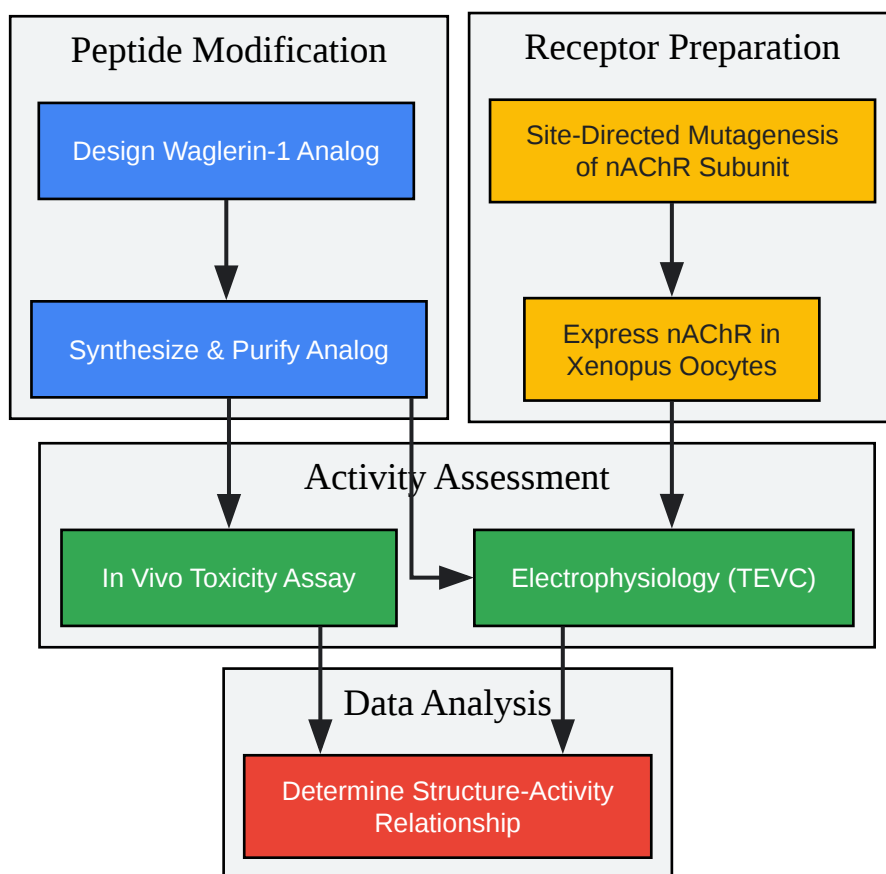 Peptide Modification
Design Waglerin-1 Analog
Synthesize & Purify Analog
Receptor Preparation
Site-Directed Mutagenesis
of nAChR Subunit
Express nAChR in
Xenopus Oocytes
Activity Assessment
In Vivo Toxicity Assay
Electrophysiology (TEVC)
Data Analysis
Determine Structure-Activity
Relationship